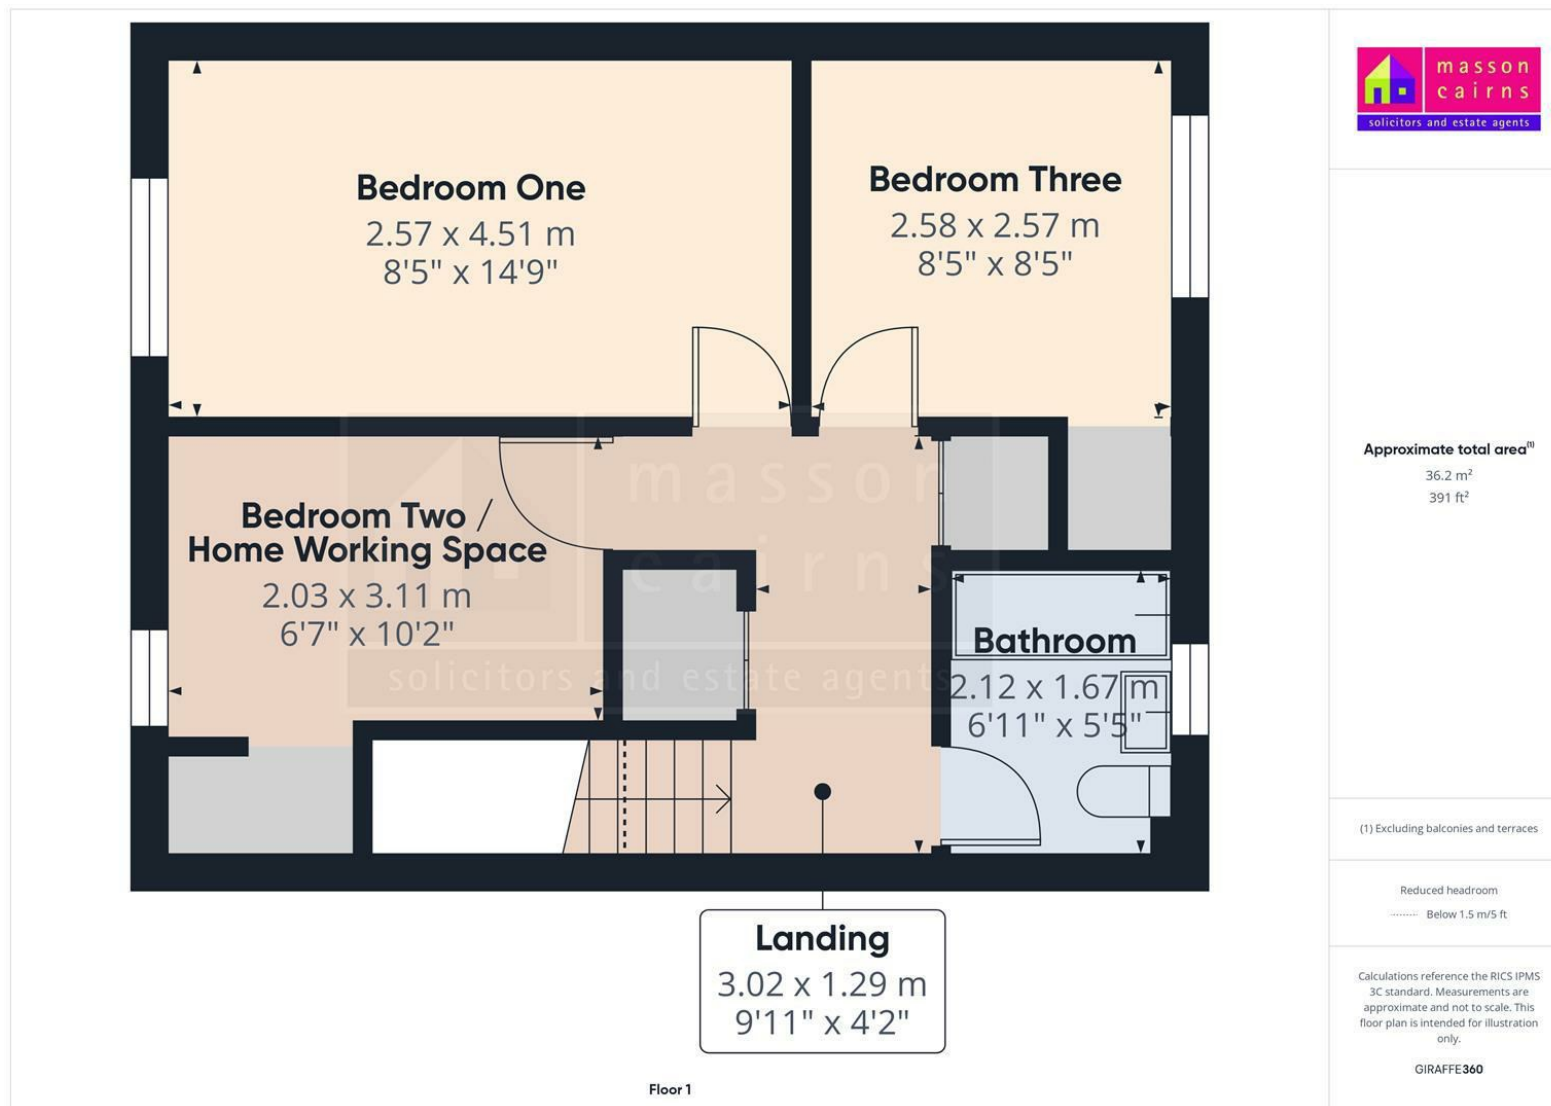 Bedroom One
2.57 x 4.51 m
8'5" x 14'9"
Bedroom Three
2.58 x 2.57 m
8'5" x 8'5"
Bedroom Two /
Home Working Space
2.03 x 3.11 m
6'7" x 10'2"
masson
cairns
solicitors and estate agents
Bathroom
2.12 x 1.67 m
6'11" x 5'5"
Landing
3.02 x 1.29 m
9'11" x 4'2"
Floor 1
masson
cairns
solicitors and estate agents
Approximate total area(1)
36.2 m²
391 ft²
(1) Excluding balconies and terraces
Reduced headroom
Below 1.5 m/5 ft
Calculations reference the RICS IPMS
3C standard. Measurements are
approximate and not to scale. This
floor plan is intended for illustration
only.
GIRAFFE360